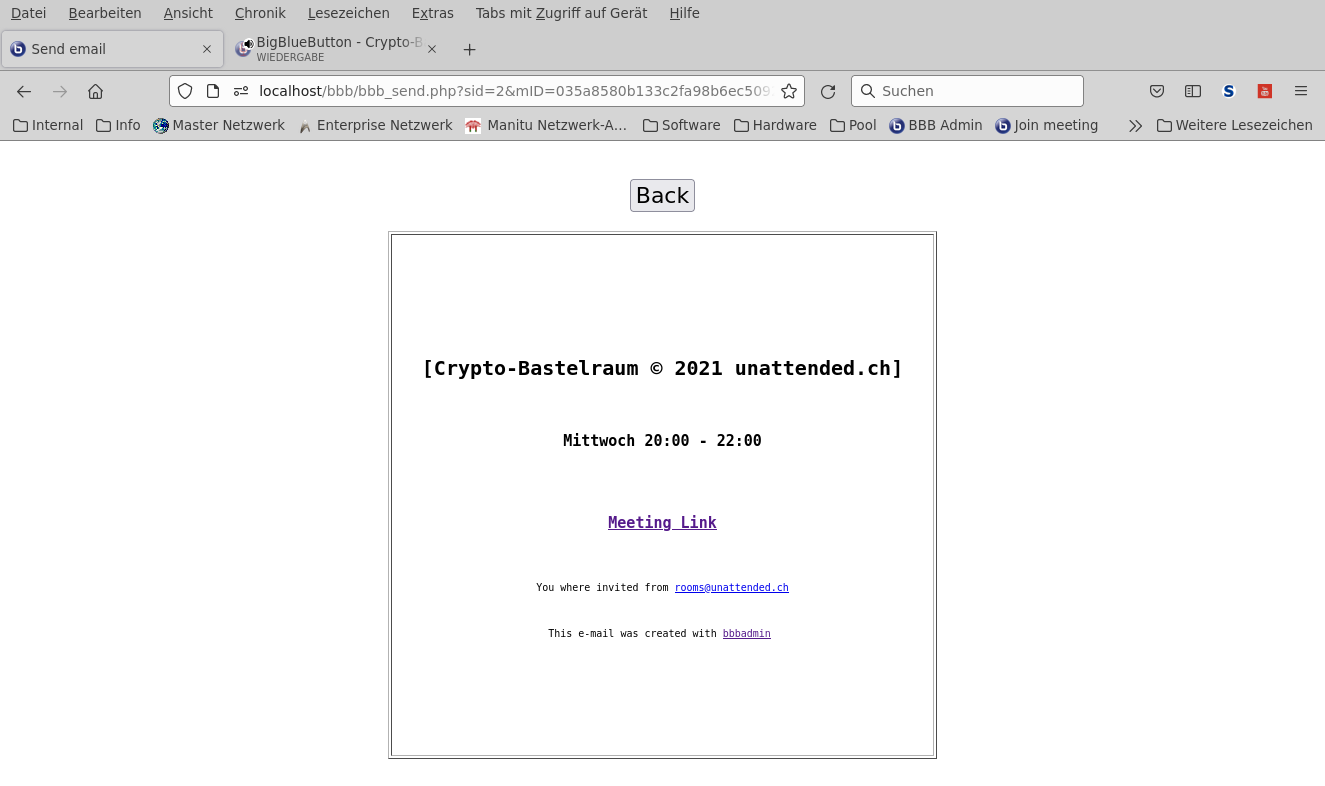 Datei Bearbeiten Ansicht Chronik Lesezeichen Extras Tabs mit Zugriff auf Gerät Hilfe
Send email
BigBlueButton - Crypto-B
WIEDERGABE
localhost/bbb/bbb_send.php?sid=2&mID=035a8580b133c2fa98b6ec509
Suchen
Internal Info Master Netzwerk Enterprise Netzwerk Manitu Netzwerk-A... Software Hardware Pool BBB Admin Join meeting Weitere Lesezeichen
Back
[Crypto-Bastelraum © 2021 unattended.ch]
Mittwoch 20:00 - 22:00
Meeting Link
You where invited from rooms@unattended.ch
This e-mail was created with bbbadmin